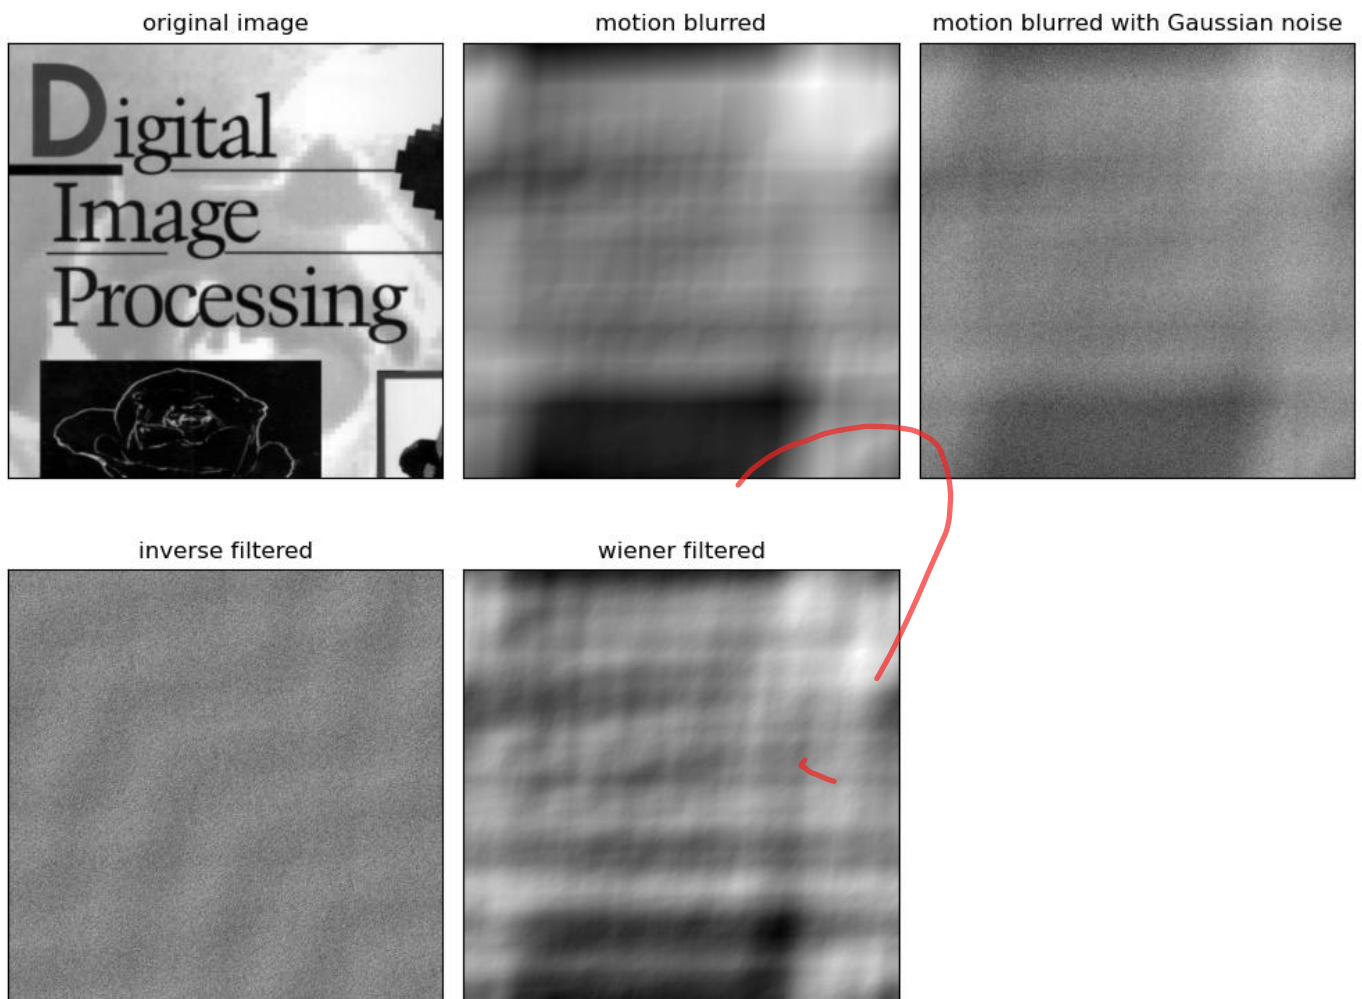 original image
motion blurred
motion blurred with Gaussian noise
Digital
Image
Processing
inverse filtered
wiener filtered